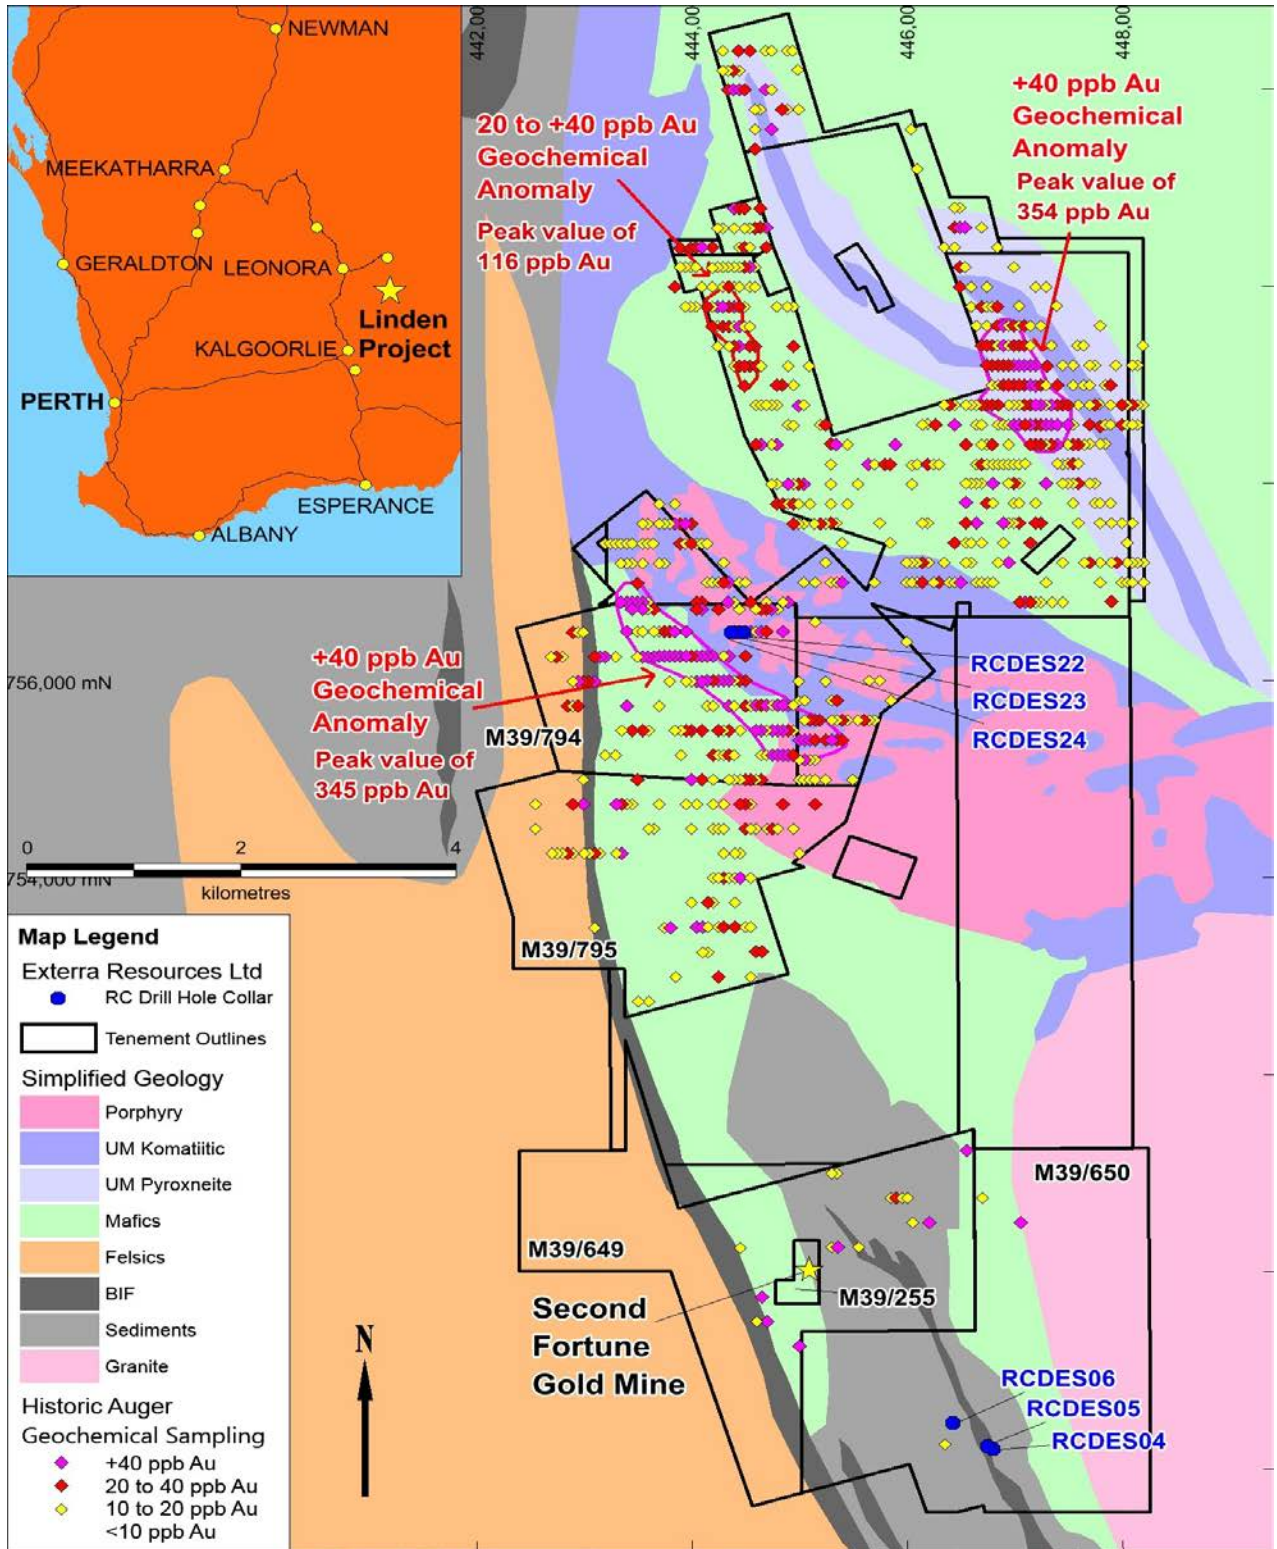 NEWMAN
MEEKATHARRA
GERALDTON
LEONORA
Linden
Project
KALGOORLIE
PERTH
ESPERANCE
ALBANY
442,00
444,00
446,00
448,00
20 to +40 ppb Au
Geochemical
Anomaly
Peak value of
116 ppb Au
+40 ppb Au
Geochemical
Anomaly
Peak value of
354 ppb Au
+40 ppb Au
Geochemical
Anomaly
Peak value of
345 ppb Au
756,000 mN
754,000 mN
RCDES22
RCDES23
RCDES24
M39/794
M39/795
0
2
4
kilometres
M39/650
M39/649
M39/255
Second
Fortune
Gold Mine
RCDES06
RCDES05
RCDES04
N
Map Legend
Exterra Resources Ltd
RC Drill Hole Collar
Tenement Outlines
Simplified Geology
Porphyry
UM Komatiitic
UM Pyroxneite
Mafics
Felsics
BIF
Sediments
Granite
Historic Auger
Geochemical Sampling
+40 ppb Au
20 to 40 ppb Au
10 to 20 ppb Au
<10 ppb Au